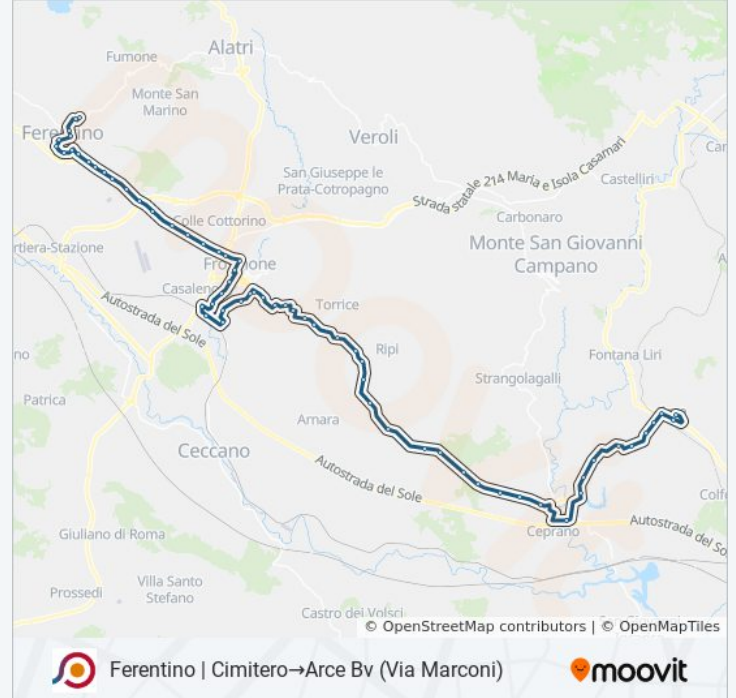 Alatri
Fumone
Monte San
Marino
Ferentino
Veroli
Car
San Giuseppe le
Prata-Cotropagno
Strada statale 214 Maria e Isola Casamari
Castelliri
Colle Cottorino
Carbonaro
rtiera-Stazione
Monte San Giovanni
Campano
Frosinone
Casaleno
Autostrada del Sole
Torrice
no
Ripi
Fontana Liri
Strangolagalli
Patrica
Arnara
Ceccano
Autostrada del Sole
Colfe
Autostrada del So
Ceprano
Giuliano di Roma
Villa Santo
Stefano
Prossedi
Castro dei Volsci
© OpenStreetMap contributors | © OpenMapTiles
Ferentino | Cimitero→Arce Bv (Via Marconi)
moovit